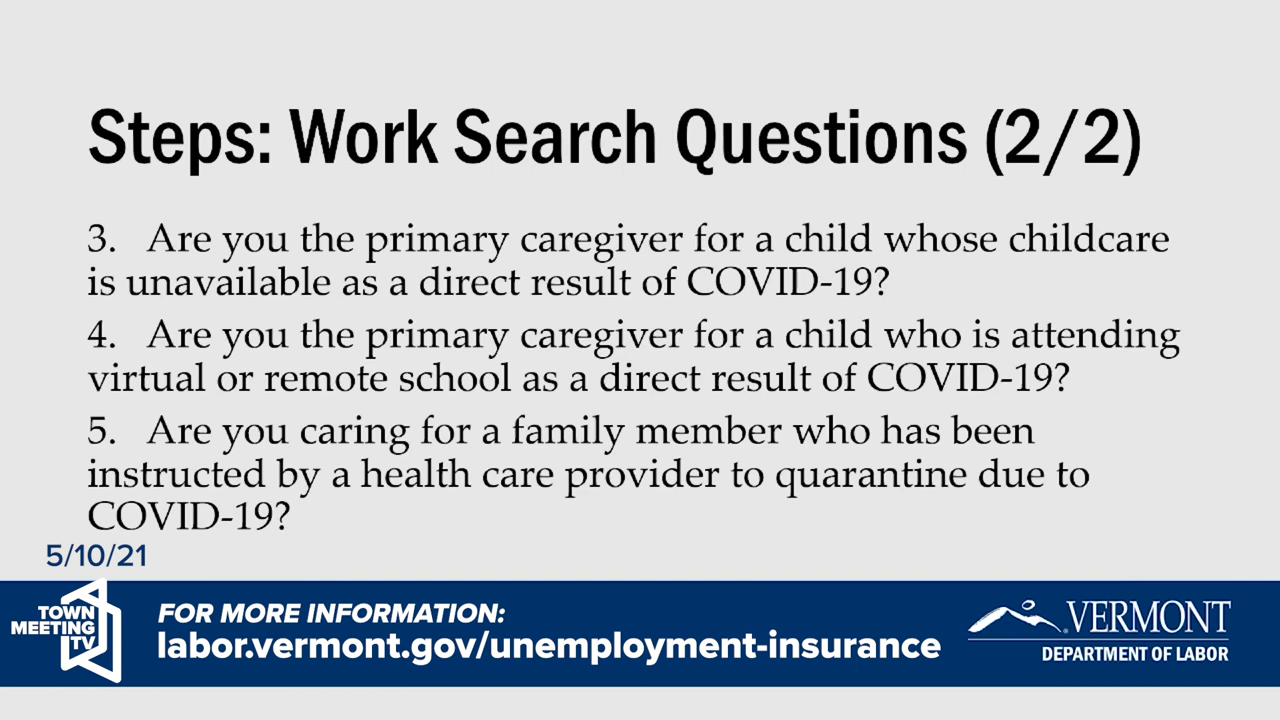 Steps: Work Search Questions (2/2)
3. Are you the primary caregiver for a child whose childcare
is unavailable as a direct result of COVID-19?
4. Are you the primary caregiver for a child who is attending
virtual or remote school as a direct result of COVID-19?
5. Are you caring for a family member who has been
instructed by a health care provider to quarantine due to
COVID-19?
5/10/21
TOWN
MEETING
TV
FOR MORE INFORMATION:
labor.vermont.gov/unemployment-insurance
VERMONT
DEPARTMENT OF LABOR